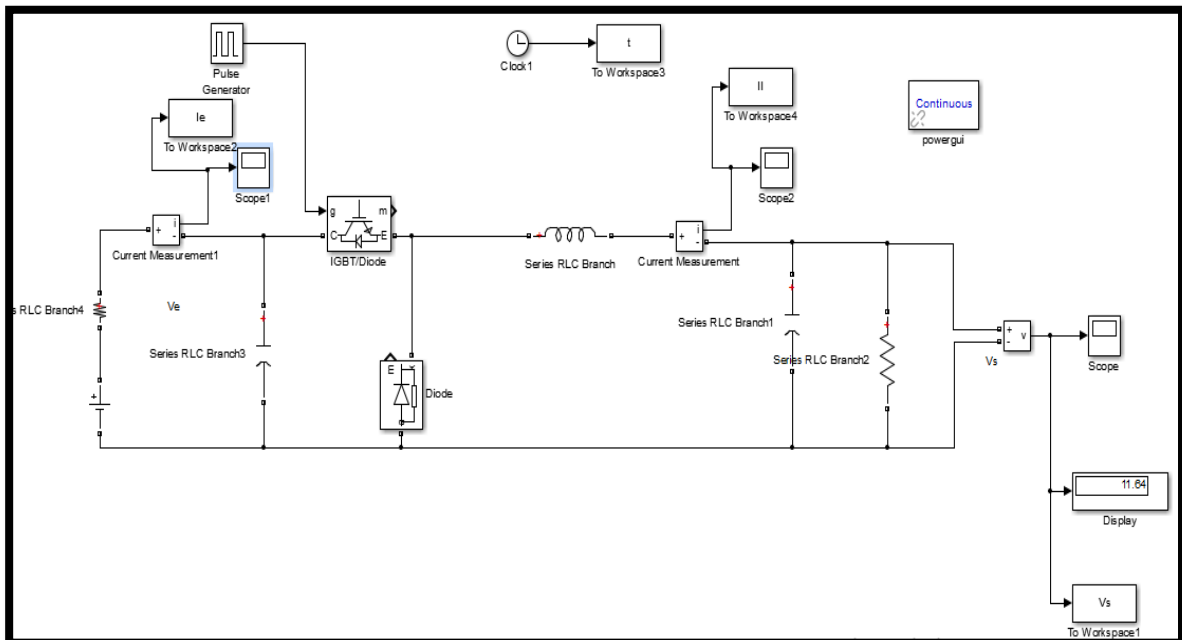 Pulse
Generator
Clock1
t
To Workspace3
Il
To Workspace4
Continuous
powergui
Ie
To Workspace2
Scope1
Scope2
g
m
C
E
IGBT/Diode
+
i
-
Current Measurement1
Series RLC Branch
+
i
-
Current Measurement
s RLC Branch4
Ve
Series RLC Branch3
Series RLC Branch1
Series RLC Branch2
+
-
v
Vs
Scope
Diode
+
11.64
Display
Vs
To Workspace1